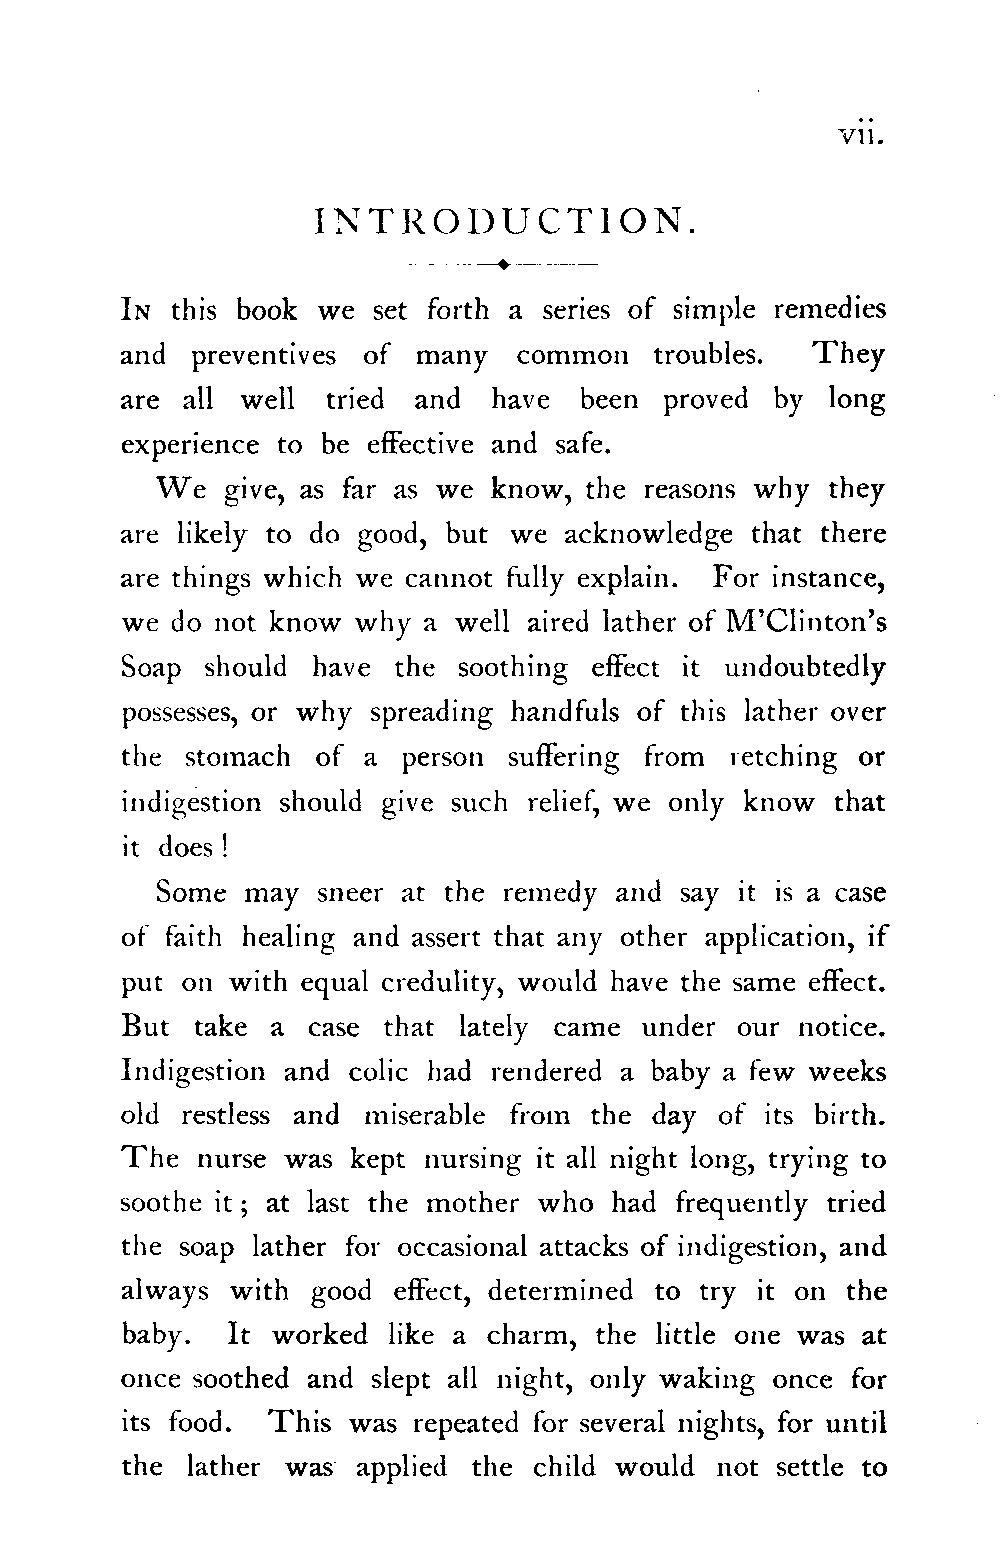 vii.
INTRODUCTION.
IN this book we set forth a series of simple remedies
and preventives of many common troubles. They
are all well tried and have been proved by long
experience to be effective and safe.
We give, as far as we know, the reasons why they
are likely to do good, but we acknowledge that there
are things which we cannot fully explain. For instance,
we do not know why a well aired lather of M'Clinton's
Soap should have the soothing effect it undoubtedly
possesses, or why spreading handfuls of this lather over
the stomach of a person suffering from retching or
indigestion should give such relief, we only know that
it does !
Some may sneer at the remedy and say it is a case
of faith healing and assert that any other application, if
put on with equal credulity, would have the same effect.
But take a case that lately came under our notice.
Indigestion and colic had rendered a baby a few weeks
old restless and miserable from the day of its birth.
The nurse was kept nursing it all night long, trying to
soothe it ; at last the mother who had frequently tried
the soap lather for occasional attacks of indigestion, and
always with good effect, determined to try it on the
baby. It worked like a charm, the little one was at
once soothed and slept all night, only waking once for
its food. This was repeated for several nights, for until
the lather was applied the child would not settle to